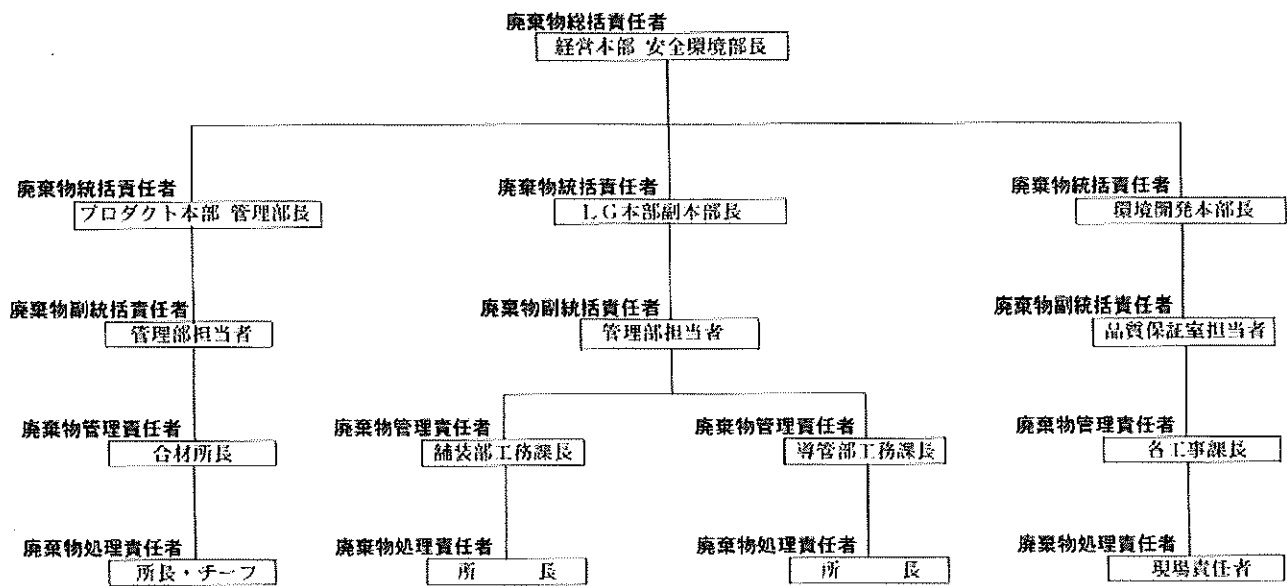 廃棄物総括責任者
経営本部 安全環境部長
廃棄物統括責任者
プロダクト本部 管理部長
廃棄物統括責任者
LG本部副本部長
廃棄物統括責任者
環境開発本部長
廃棄物副統括責任者
管理部担当者
廃棄物副統括責任者
管理部担当者
廃棄物副統括責任者
品質保証室担当者
廃棄物管理責任者
合材所長
廃棄物管理責任者
舗装部工務課長
廃棄物管理責任者
導管部工務課長
廃棄物管理責任者
各工事課長
廃棄物処理責任者
所長・チーフ
廃棄物処理責任者
所 長
廃棄物処理責任者
所 長
廃棄物処理責任者
現場責任者